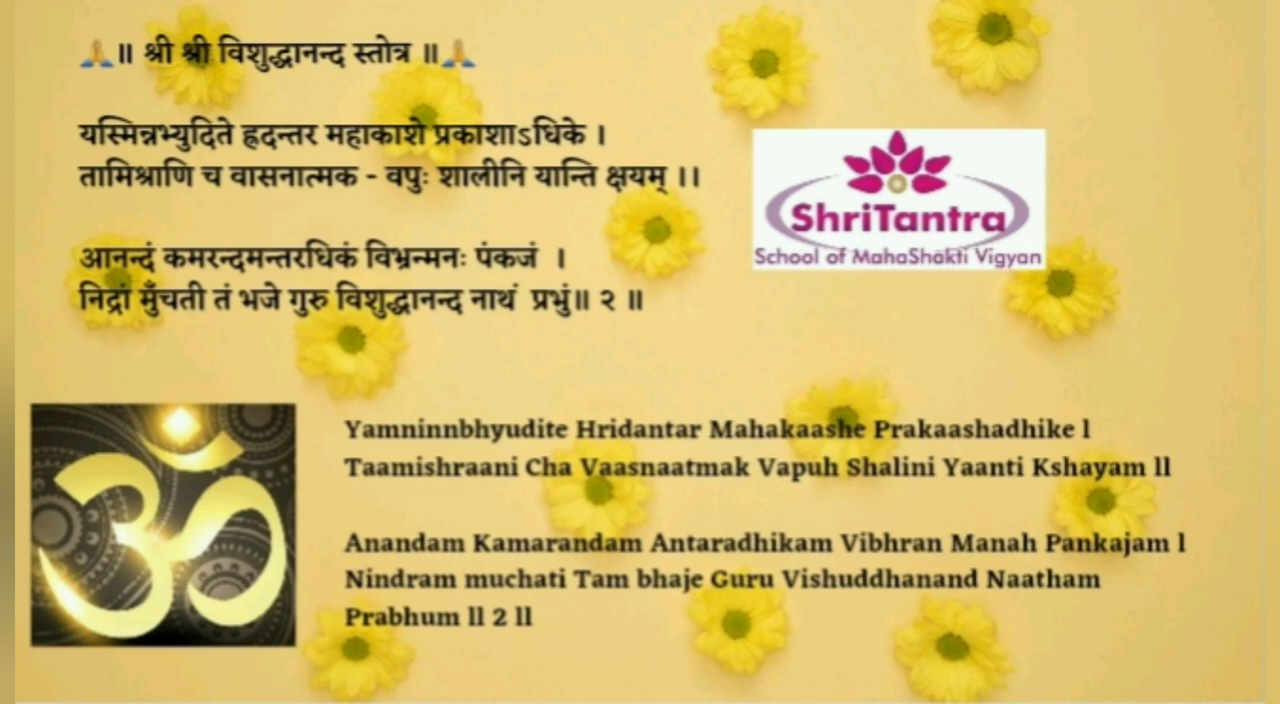 🙏॥ श्री श्री विशुद्धानन्द स्तोत्र ॥🙏
यस्मिन्नभ्युदिते ह्रदन्तर महाकाशे प्रकाशाऽधिके ।
तामिश्राणि च वासनात्मक - वपुः शालीनि यान्ति क्षयम् ।।
आनन्दं कमरन्दमन्तरधिकं विभ्रन्मनः पंकजं ।
निद्रां मुँचती तं भजे गुरु विशुद्धानन्द नाथं प्रभुं॥ २ ॥
ShriTantra
School of MahaShakti Vigyan
Yamninnbhyudite Hridantar Mahakaashe Prakaashadhike l
Taamishraani Cha Vaasnaatmak Vapuh Shalini Yaanti Kshayam ll
Anandam Kamarandam Antaradhikam Vibhran Manah Pankajam l
Nindram muchati Tam bhaje Guru Vishuddhanand Naatham
Prabhum ll 2 ll
ॐ